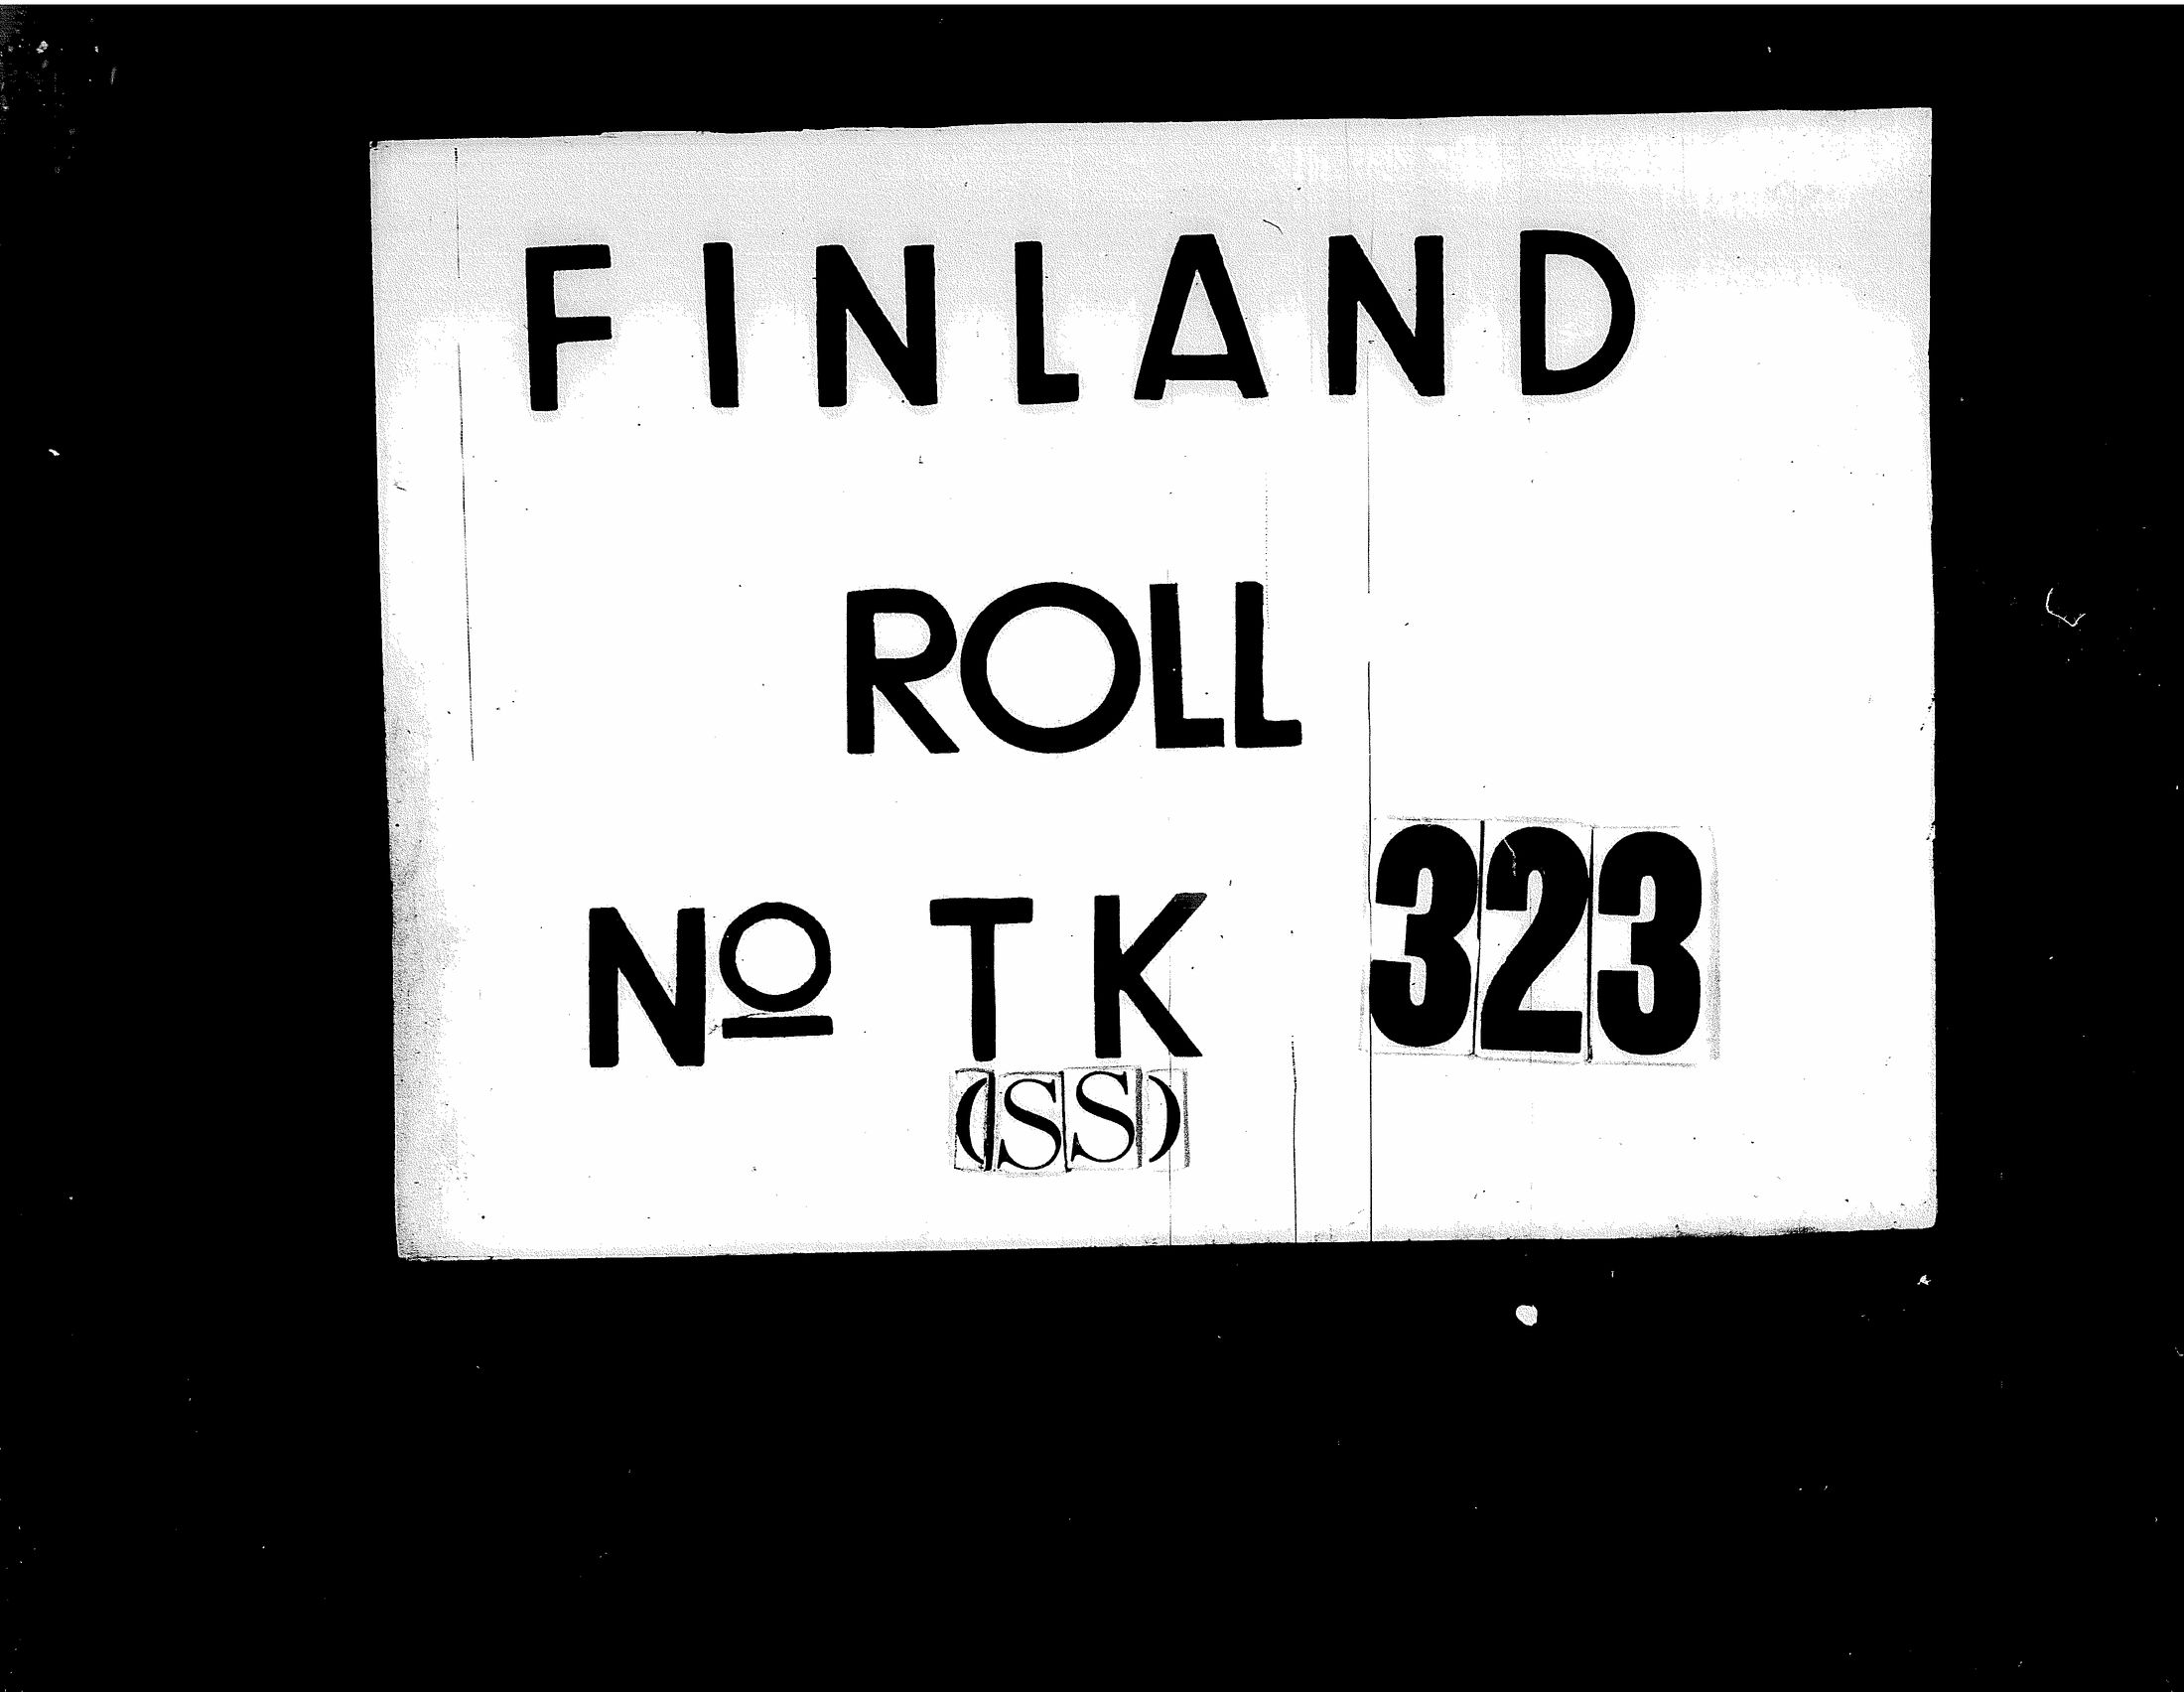 FINLAND
ROLL
Nº TK 323
(SS)